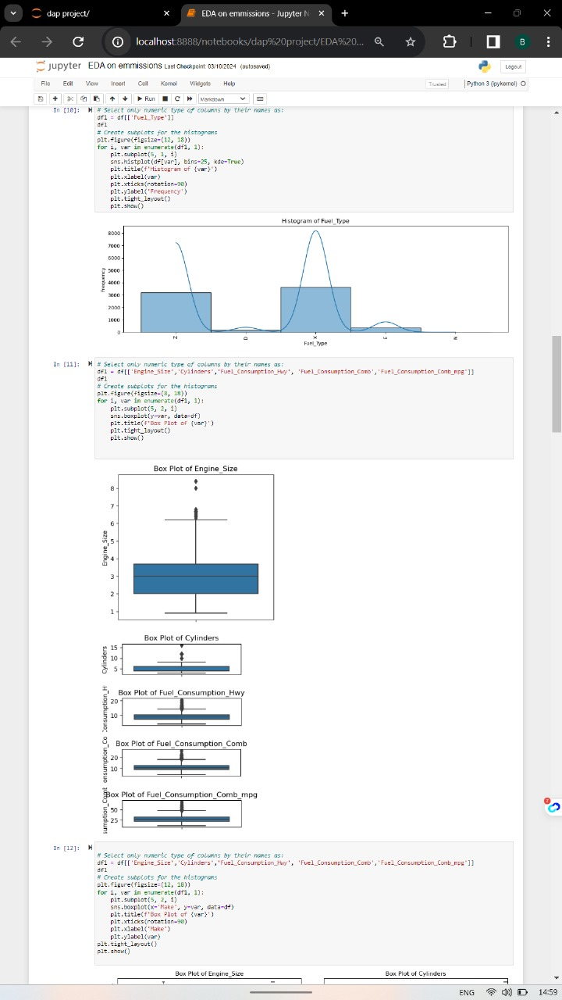 dap project/
EDA on emmissions - Jupyter N
localhost:8888/notebooks/dap%20project/EDA%20...
B
jupyter EDA on emmissions Last Checkpoint: 03/10/2024 (autosaved)
Logout
File Edit View Insert Cell Kernel Widgets Help
Trusted
Python 3 (ipykernel)
Run
Markdown
In [10]:
# Select only numeric type of columns by their names as:
df1 = df[['Fuel_Type']]
df1
# Create subplots for the histograms
plt.figure(figsize=(12, 18))
for i, var in enumerate(df1, 1):
plt.subplot(5, 1, i)
sns.histplot(df[var], bins=25, kde=True)
plt.title(f'Histogram of {var}')
plt.xlabel(var)
plt.xticks(rotation=90)
plt.ylabel('Frequency')
plt.tight_layout()
plt.show()
Histogram of Fuel_Type
8000
7000
6000
5000
4000
3000
2000
1000
0
Frequency
Z D X E N
Fuel_Type
In [11]:
# Select only numeric type of columns by their names as:
df1 = df[['Engine_Size','Cylinders','Fuel_Consumption_Hwy', 'Fuel_Consumption_Comb','Fuel_Consumption_Comb_mpg']]
df1
# Create subplots for the histograms
plt.figure(figsize=(8, 18))
for i, var in enumerate(df1, 1):
plt.subplot(5, 2, i)
sns.boxplot(y=var, data=df)
plt.title(f'Box Plot of {var}')
plt.tight_layout()
plt.show()
Box Plot of Engine_Size
8
7
6
5
4
3
2
1
Engine_Size
Box Plot of Cylinders
15
10
5
Cylinders
Box Plot of Fuel_Consumption_Hwy
20
10
Consumption_H
Box Plot of Fuel_Consumption_Comb
20
10
onsumption_Co
Box Plot of Fuel_Consumption_Comb_mpg
50
25
sumption_Comb
In [12]:
# Select only numeric type of columns by their names as:
df1 = df[['Engine_Size','Cylinders','Fuel_Consumption_Hwy', 'Fuel_Consumption_Comb','Fuel_Consumption_Comb_mpg']]
df1
# Create subplots for the histograms
plt.figure(figsize=(12, 18))
for i, var in enumerate(df1, 1):
plt.subplot(5, 2, i)
sns.boxplot(x='Make', y=var, data=df)
plt.title(f'Box Plot of {var}')
plt.xticks(rotation=90)
plt.xlabel('Make')
plt.ylabel(var)
plt.tight_layout()
plt.show()
Box Plot of Engine_Size
Box Plot of Cylinders
ENG
14:59